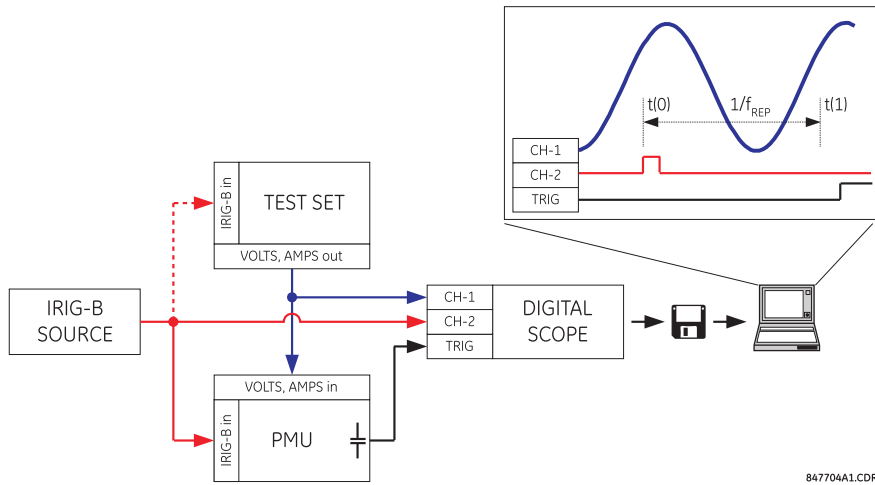 t(0)
1/fREP
t(1)
CH-1
CH-2
TRIG
IRIG-B in
TEST SET
VOLTS, AMPS out
IRIG-B
SOURCE
CH-1
CH-2
TRIG
DIGITAL
SCOPE
VOLTS, AMPS in
IRIG-B in
PMU
847704A1.CDR